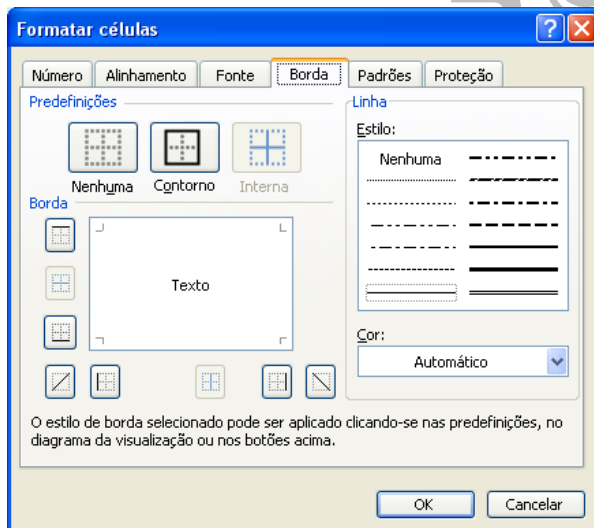 Formatar células
Número Alinhamento Fonte Borda Padrões Proteção
Predefinições
Nenhuma Contorno Interna
Borda
Texto
Linha
Estilo:
Nenhuma
Cor:
Automático
O estilo de borda selecionado pode ser aplicado clicando-se nas predefinições, no
diagrama da visualização ou nos botões acima.
OK Cancelar